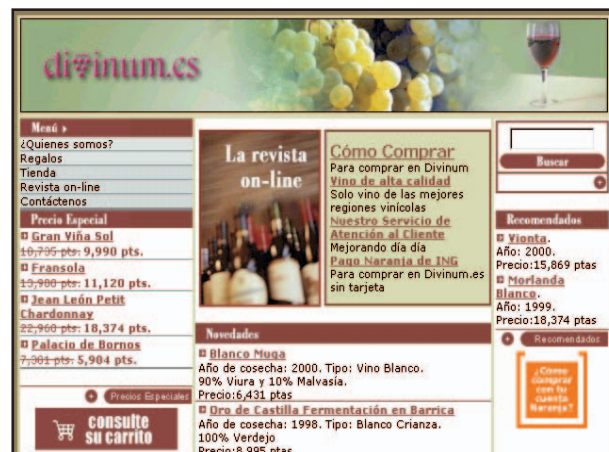 divinum.es
Menú
¿Quienes somos?
Regalos
Tienda
Revista on-line
Contáctenos
Precio Especial
Gran Viña Sol
10,735 pts. 9,990 pts.
Fransola
13,900 pts. 11,120 pts.
Jean León Petit
Chardonnay
22,960 pts. 18,374 pts.
Palacio de Bornos
7,381 pts. 5,904 pts.
Precios Especiales
consulte
su carrito
La revista
on-line
Cómo Comprar
Para comprar en Divinum
Vino de alta calidad
Solo vino de las mejores
regiones vinícolas
Nuestro Servicio de
Atención al Cliente
Mejorando día día
Pago Naranja de ING
Para comprar en Divinum.es
sin tarjeta
Novedades
Blanco Muga
Año de cosecha: 2000. Tipo: Vino Blanco.
90% Viura y 10% Malvasía.
Precio:6,431 ptas
Oro de Castilla Fermentación en Barrica
Año de cosecha: 1998. Tipo: Blanco Crianza.
100% Verdejo
Precio:8,995 ptas
Buscar
Recomendados
Vionta.
Año: 2000.
Precio:15,869 ptas
Morlanda
Blanco.
Año: 1999.
Precio:18,374 ptas
Recomendados
¿Como
comprar
con tu
cuenta
Naranja?